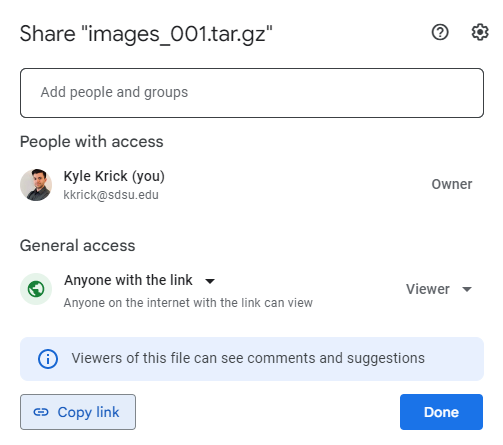 Share "images_001.tar.gz"
Add people and groups
People with access
Kyle Krick (you)
kkrick@sdsu.edu
Owner
General access
Anyone with the link
Anyone on the internet with the link can view
Viewer
Viewers of this file can see comments and suggestions
Copy link
Done